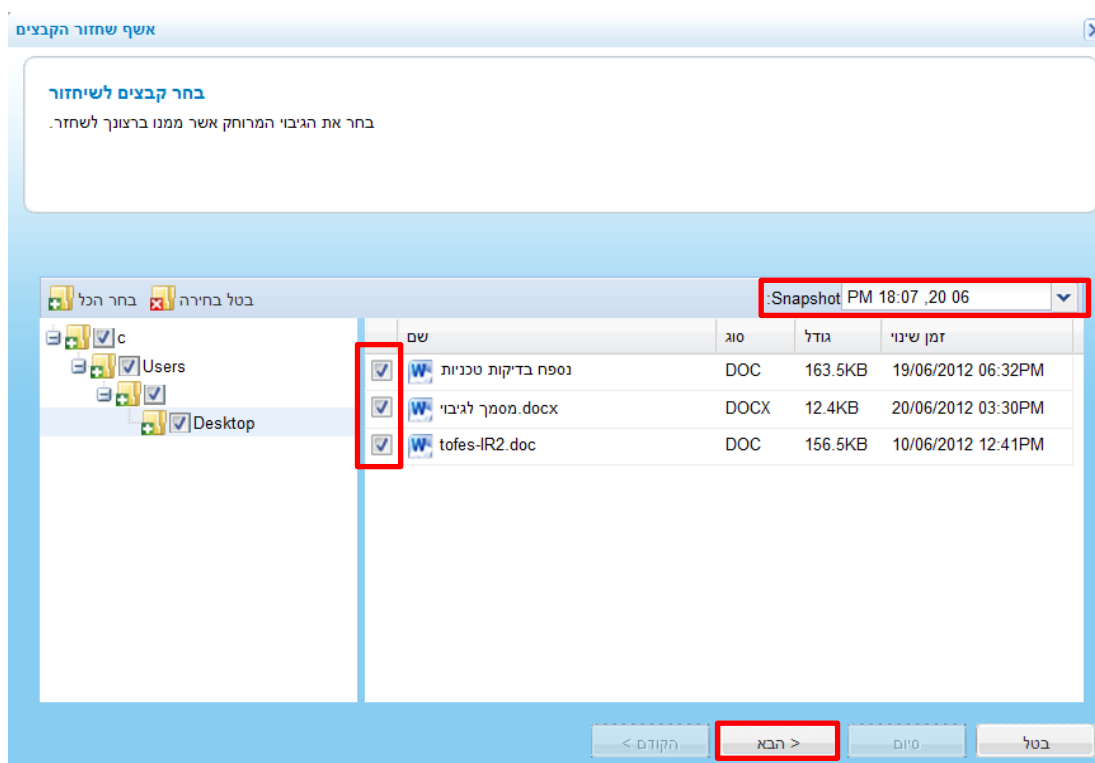 אשף שחזור הקבצים
בחר קבצים לשיחזור
בחר את הגיבוי המרוחק אשר ממנו ברצונך לשחזר.
בחר הכל בטל בחירה
Snapshot: PM 18:07 ,20 06
c
Users
Desktop
שם סוג גודל זמן שינוי
נספח בדיקות טכניות DOC 163.5KB 19/06/2012 06:32PM
מסמך לגיבוי.docx DOCX 12.4KB 20/06/2012 03:30PM
tofes-IR2.doc DOC 156.5KB 10/06/2012 12:41PM
< הקודם הבא > סיום בטל